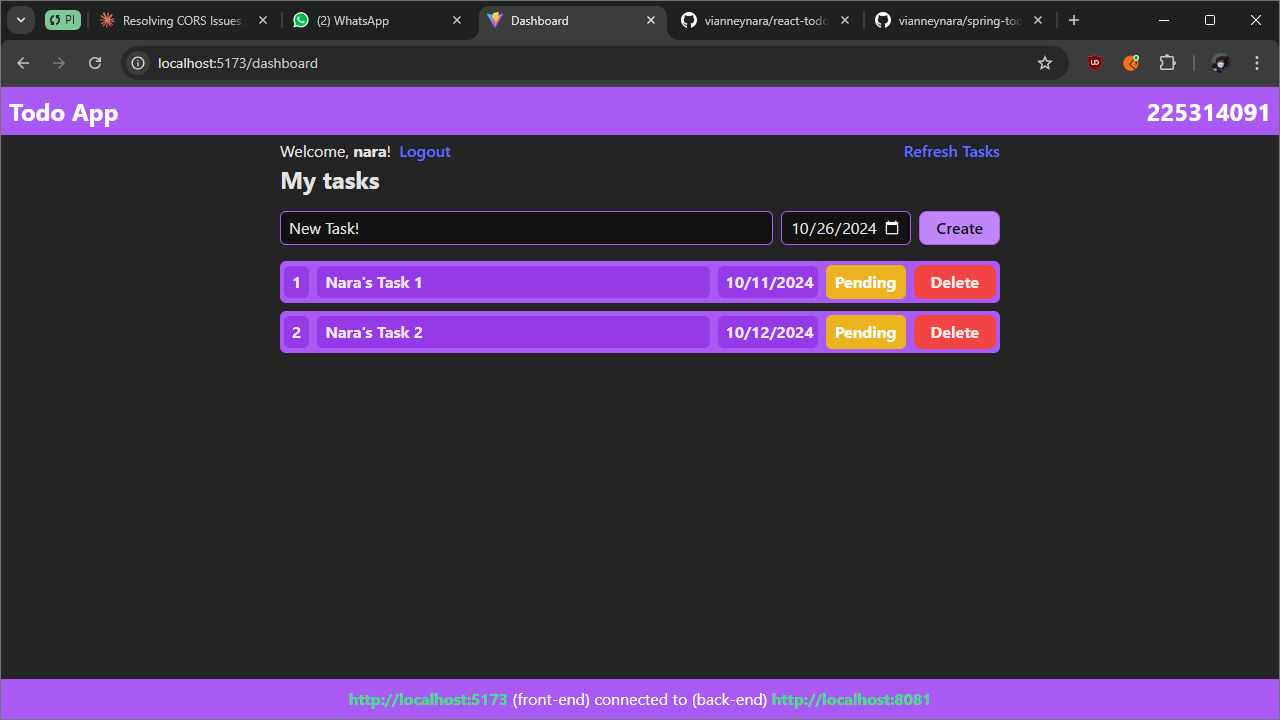 PI
Resolving CORS Issues
(2) WhatsApp
Dashboard
vianneynara/react-todo
vianneynara/spring-to
localhost:5173/dashboard
Todo App
225314091
Welcome, nara! Logout
Refresh Tasks
My tasks
New Task!
10/26/2024
Create
1 Nara's Task 1 10/11/2024 Pending Delete
2 Nara's Task 2 10/12/2024 Pending Delete
http://localhost:5173 (front-end) connected to (back-end) http://localhost:8081